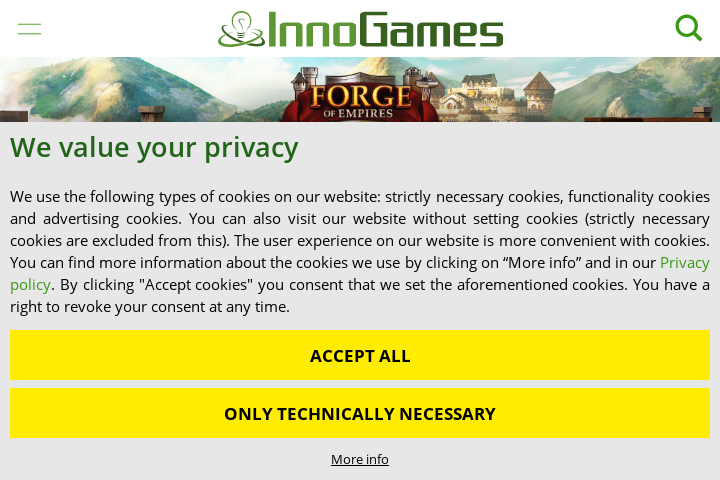 InnoGames
FORGE
OF EMPIRES
We value your privacy
We use the following types of cookies on our website: strictly necessary cookies, functionality cookies
and advertising cookies. You can also visit our website without setting cookies (strictly necessary
cookies are excluded from this). The user experience on our website is more convenient with cookies.
You can find more information about the cookies we use by clicking on “More info” and in our Privacy
policy. By clicking "Accept cookies" you consent that we set the aforementioned cookies. You have a
right to revoke your consent at any time.
ACCEPT ALL
ONLY TECHNICALLY NECESSARY
More info